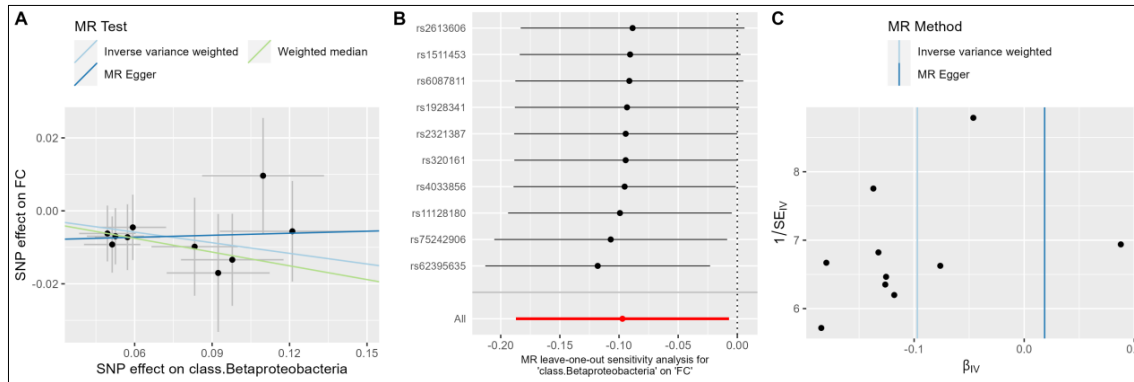 A
MR Test
Inverse variance weighted
Weighted median
MR Egger
SNP effect on FC
0.02
0.00
-0.02
0.06
0.09
0.12
0.15
SNP effect on class.Betaproteobacteria
B
rs2613606
rs1511453
rs6087811
rs1928341
rs2321387
rs320161
rs4033856
rs11128180
rs75242906
rs62395635
All
-0.20
-0.15
-0.10
-0.05
0.00
MR leave-one-out sensitivity analysis for
'class.Betaproteobacteria' on 'FC'
C
MR Method
Inverse variance weighted
MR Egger
1/SEIV
8
7
6
-0.1
0.0
βIV